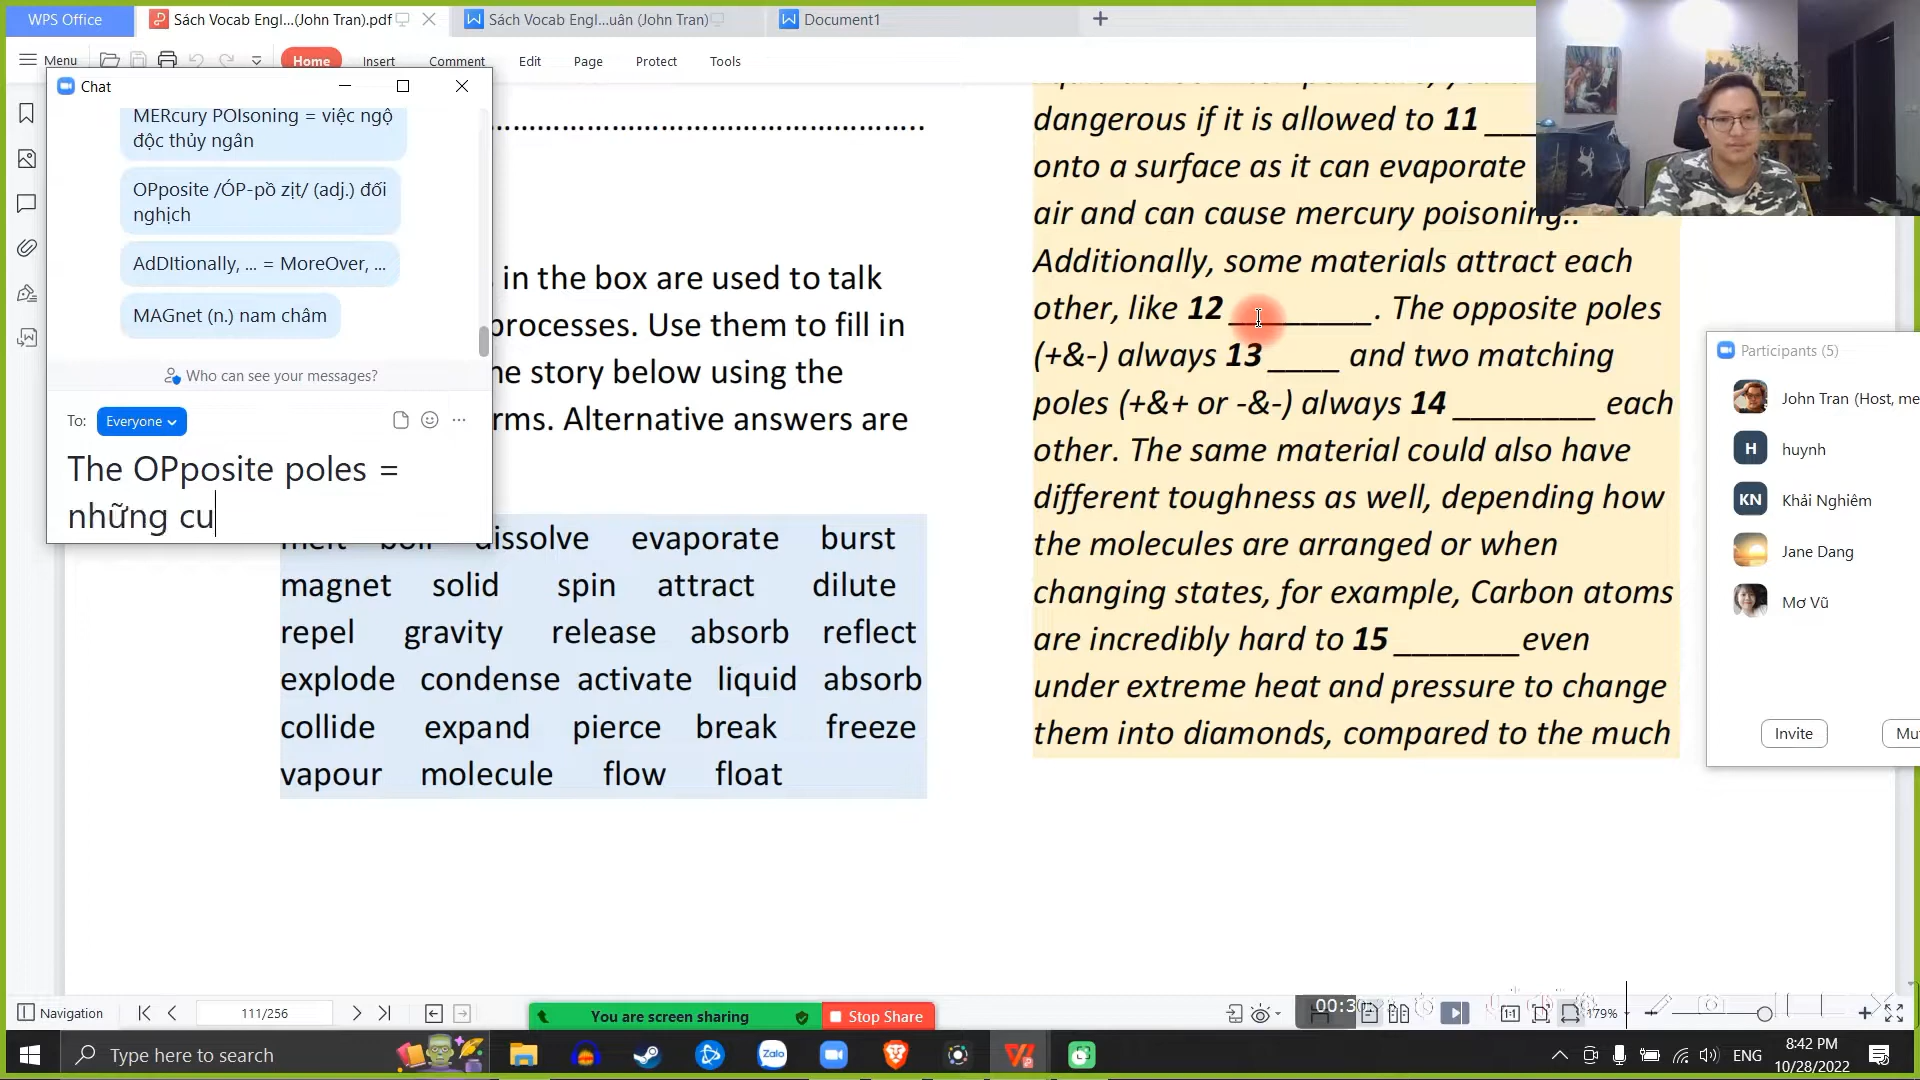 WPS Office
Sách Vocab Engl...(John Tran).pdf
Sách Vocab Engl...uân (John Tran)
Document1
Menu
Home
Insert
Comment
Edit
Page
Protect
Tools
Chat
MERcury POIsoning = việc ngộ
độc thủy ngân
OPposite /ÓP-pồ zịt/ (adj.) đối
nghịch
AdDItionally, ... = MoreOver, ...
MAGnet (n.) nam châm
Who can see your messages?
To: Everyone
The OPposite poles =
những cu
in the box are used to talk
processes. Use them to fill in
story below using the
Alternative answers are
dissolve evaporate burst
magnet solid spin attract dilute
repel gravity release absorb reflect
explode condense activate liquid absorb
collide expand pierce break freeze
vapour molecule flow float
dangerous if it is allowed to 11 ___
onto a surface as it can evaporate
air and can cause mercury poisoning..
Additionally, some materials attract each
other, like 12 ________. The opposite poles
(+&-) always 13 ____ and two matching
poles (+&+ or -&-) always 14 ________ each
other. The same material could also have
different toughness as well, depending how
the molecules are arranged or when
changing states, for example, Carbon atoms
are incredibly hard to 15 _______ even
under extreme heat and pressure to change
them into diamonds, compared to the much
Participants (5)
John Tran (Host, me
H huynh
KN Khải Nghiêm
Jane Dang
Mơ Vũ
Invite
Mu
Navigation
111/256
You are screen sharing
Stop Share
00:3
179%
Type here to search
Zalo
ENG
8:42 PM
10/28/2022